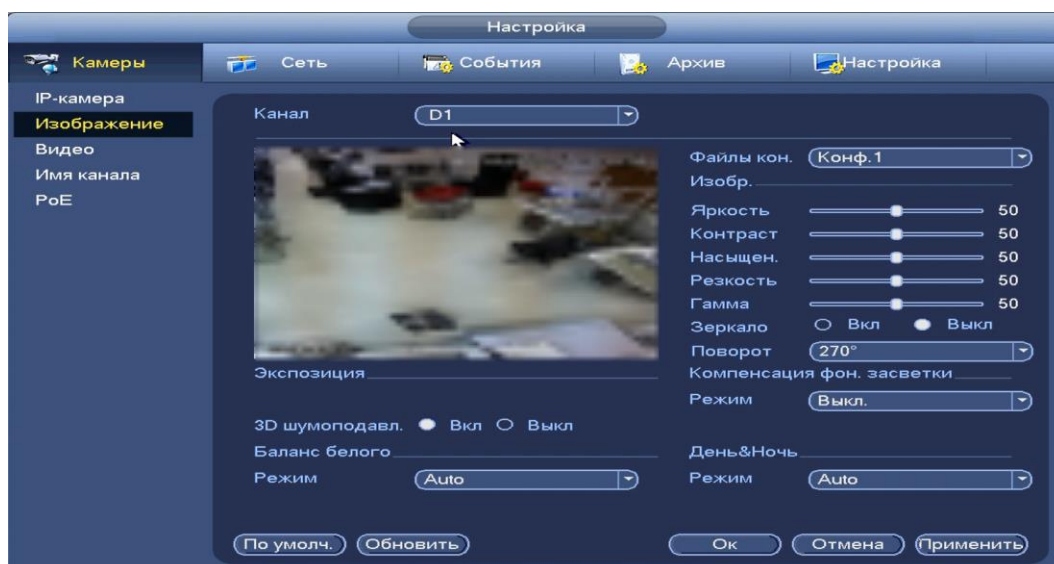 Настройка
Камеры Сеть События Архив Настройка
IP-камера
Изображение
Видео
Имя канала
PoE
Канал D1
Файлы кон. Конф.1
Изобр.
Яркость 50
Контраст 50
Насыщен. 50
Резкость 50
Гамма 50
Зеркало Вкл Выкл
Поворот 270°
Экспозиция
Компенсация фон. засветки
Режим Выкл.
3D шумоподавл. Вкл Выкл
Баланс белого
День&Ночь
Режим Auto
Режим Auto
По умолч. Обновить Ок Отмена Применить